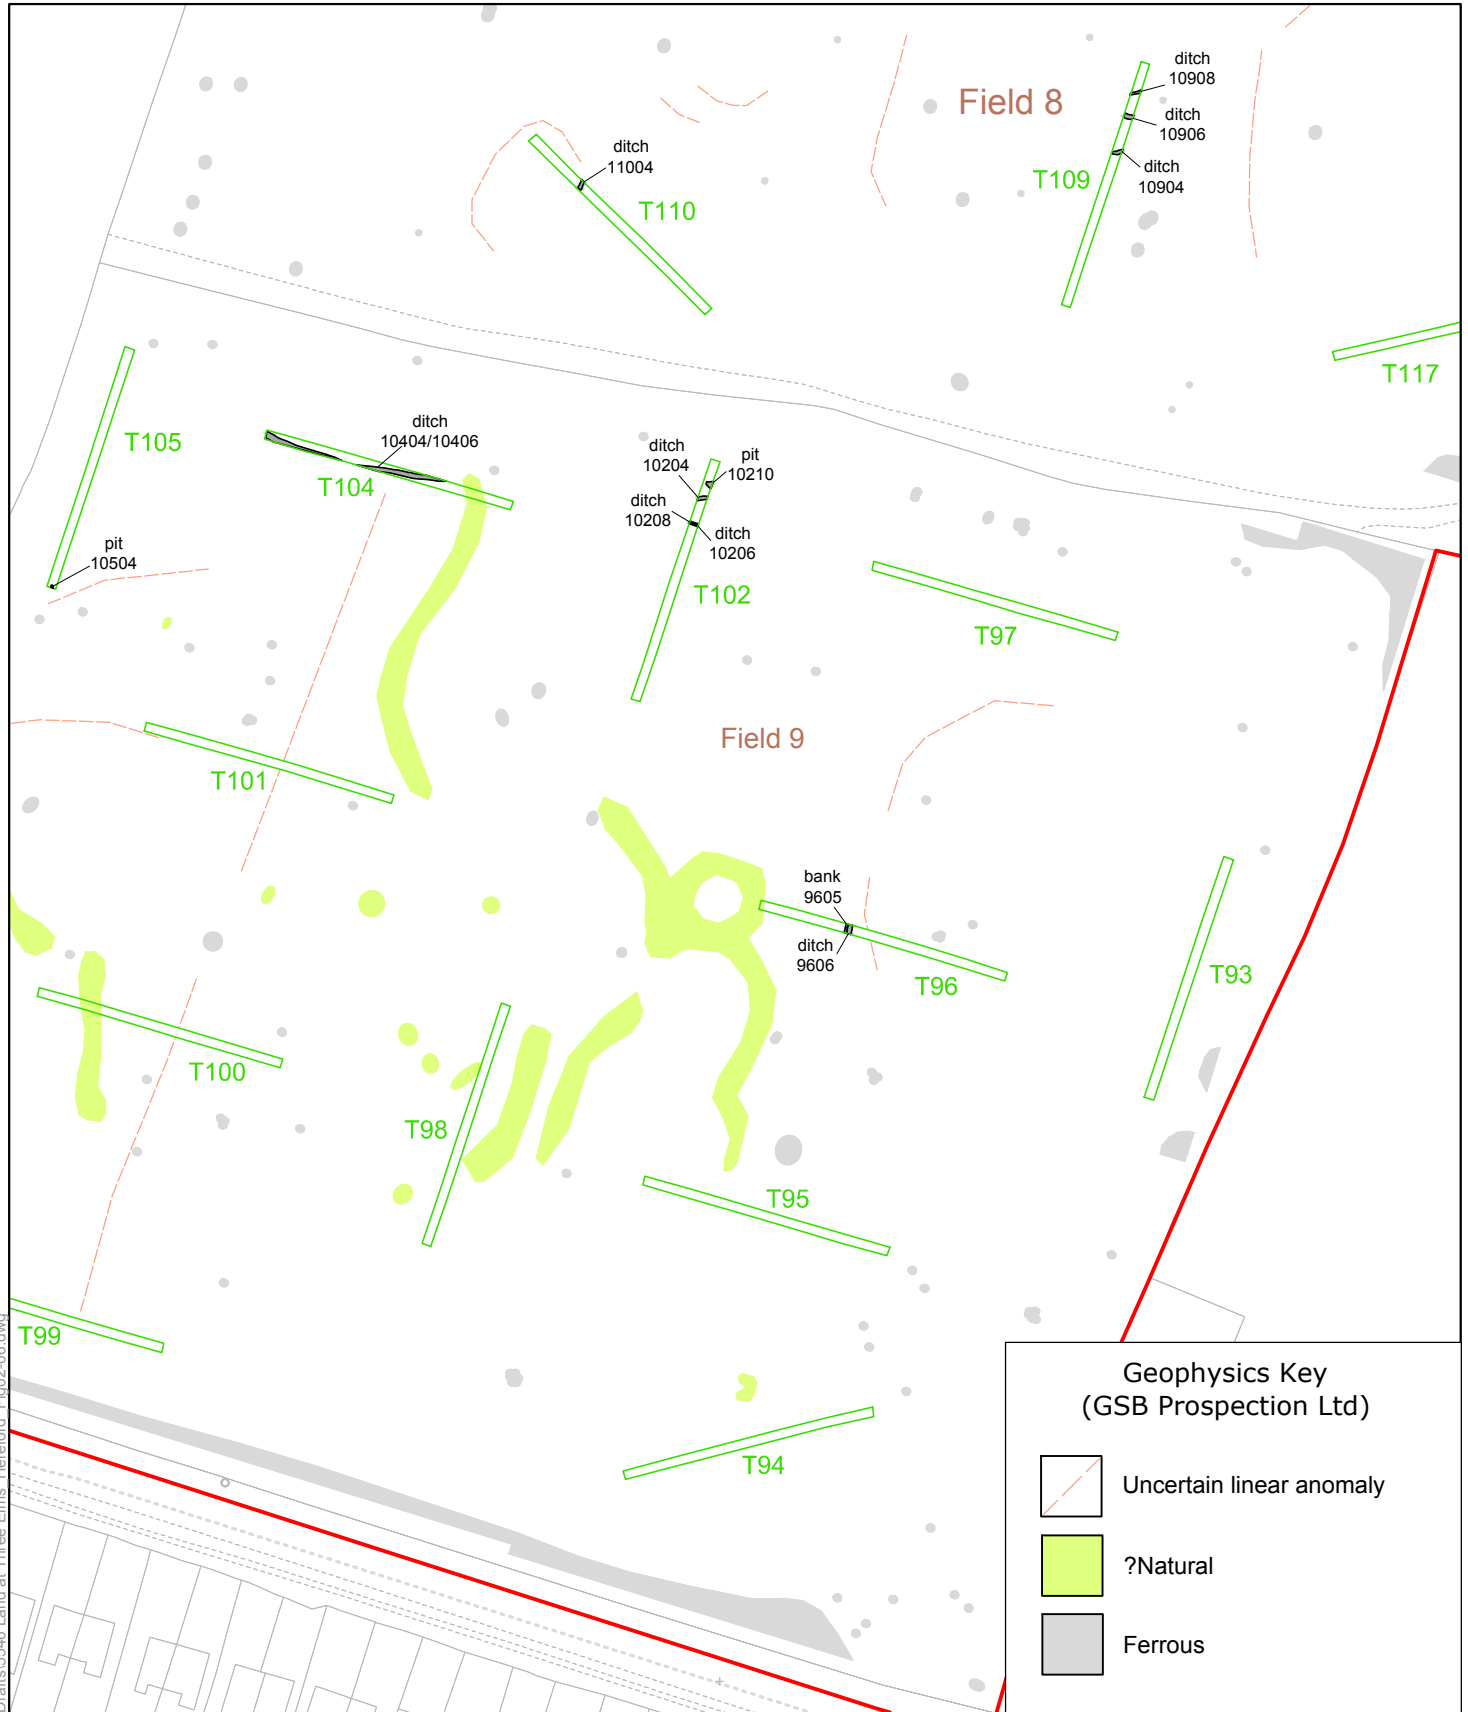 ditch
10908
Field 8
ditch
10906
ditch
11004
ditch
10904
T109
T110
T117
ditch
10404/10406
T105
ditch
10204
pit
10210
T104
ditch
10208
ditch
10206
pit
10504
T102
T97
Field 9
T101
bank
9605
ditch
9606
T96
T93
T100
T98
T95
T99
T94
Geophysics Key
(GSB Prospection Ltd)
Uncertain linear anomaly
?Natural
Ferrous